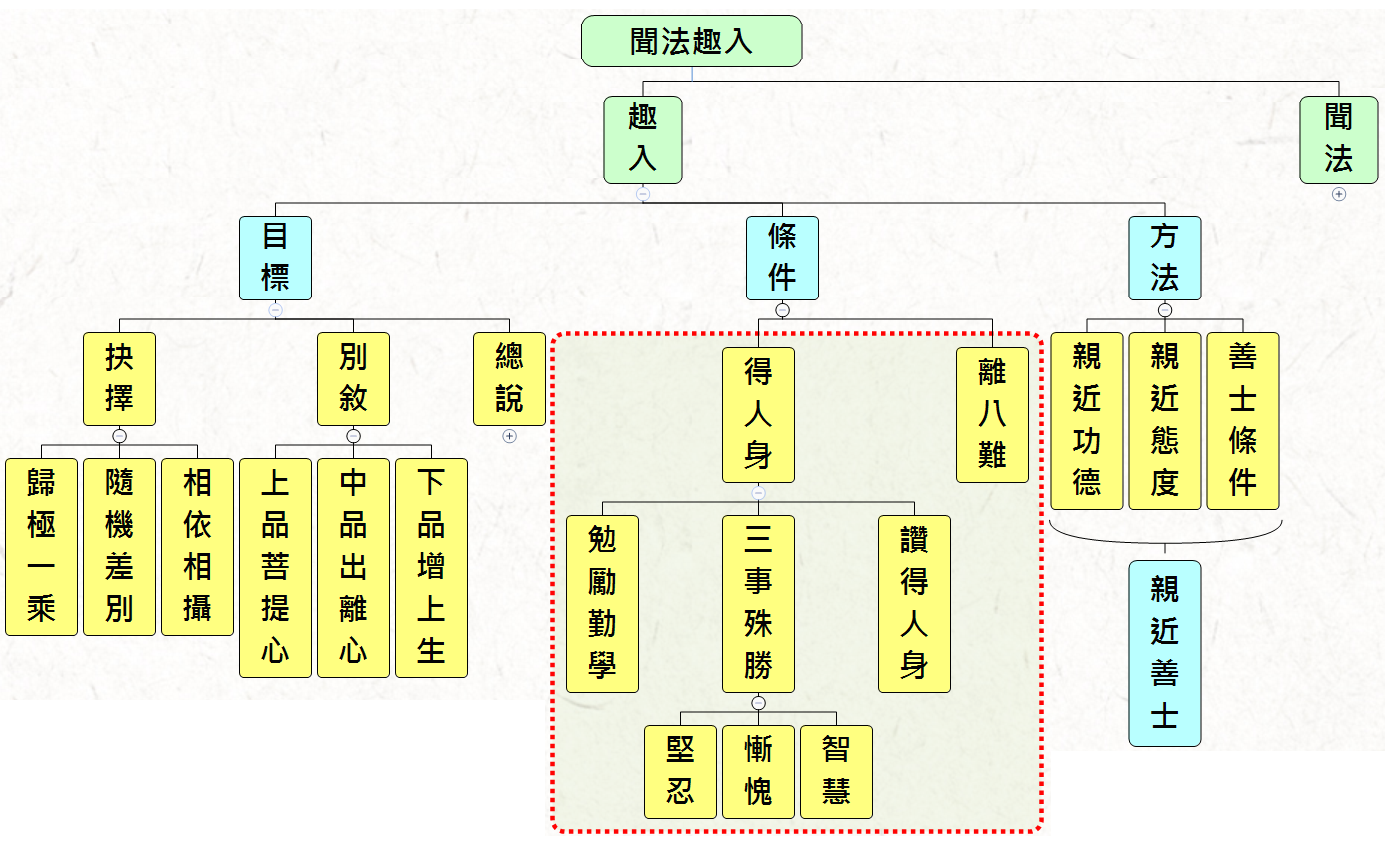 聞法趣入
趣入
聞法
目標
條件
方法
抉擇
別敘
總說
得人身
離八難
親近功德
親近態度
善士條件
歸極一乘
隨機差別
相依相攝
上品菩提心
中品出離心
下品增上生
勉勵勤學
三事殊勝
讚得人身
親近善士
堅忍
慚愧
智慧